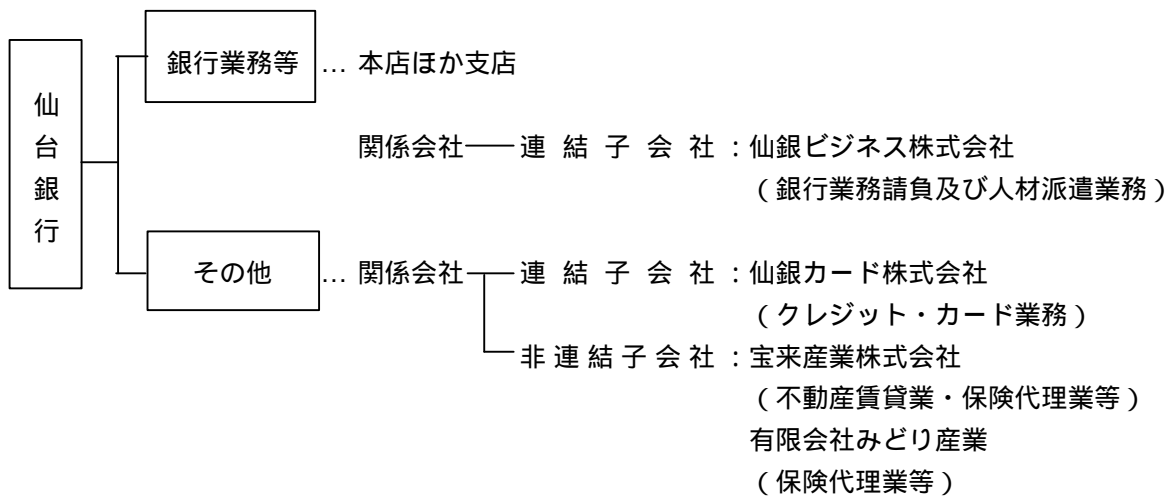 仙台銀行
銀行業務等 … 本店ほか支店
関係会社 連結子会社：仙銀ビジネス株式会社
（銀行業務請負及び人材派遣業務）
その他 … 関係会社 連結子会社：仙銀カード株式会社
（クレジット・カード業務）
非連結子会社：宝来産業株式会社
（不動産賃貸業・保険代理業等）
有限会社みどり産業
（保険代理業等）